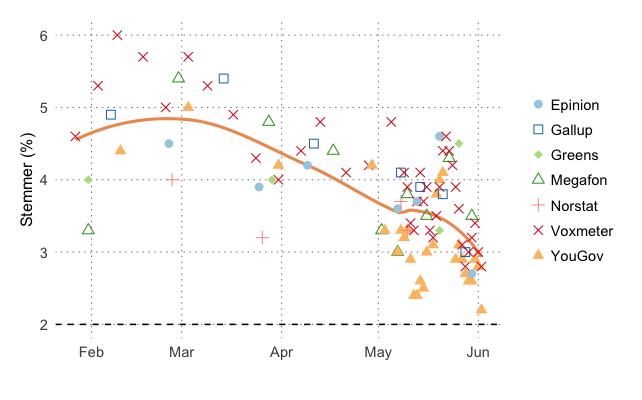 6
5
4
3
2
Stemmer (%)
Feb
Mar
Apr
May
Jun
Epinion
Gallup
Greens
Megafon
Norstat
Voxmeter
YouGov